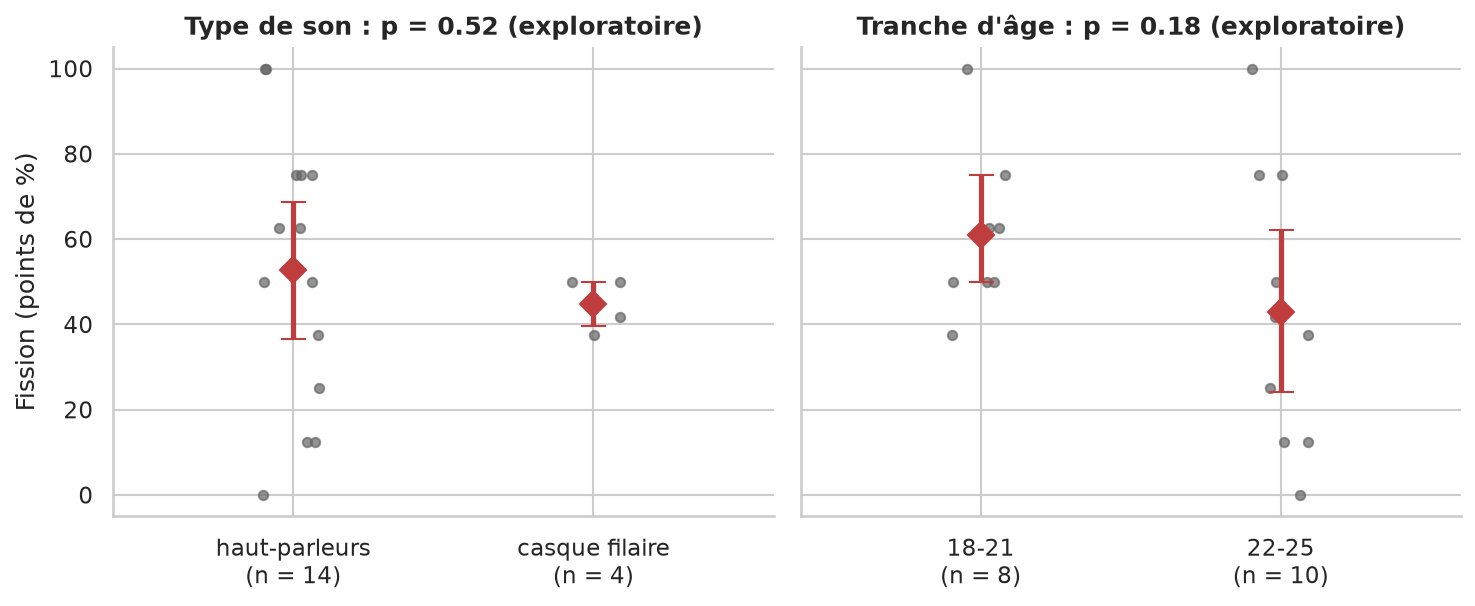 Type de son : p = 0.52 (exploratoire)
Tranche d'âge : p = 0.18 (exploratoire)
Fission (points de %)
100
80
60
40
20
0
haut-parleurs
(n = 14)
casque filaire
(n = 4)
18-21
(n = 8)
22-25
(n = 10)